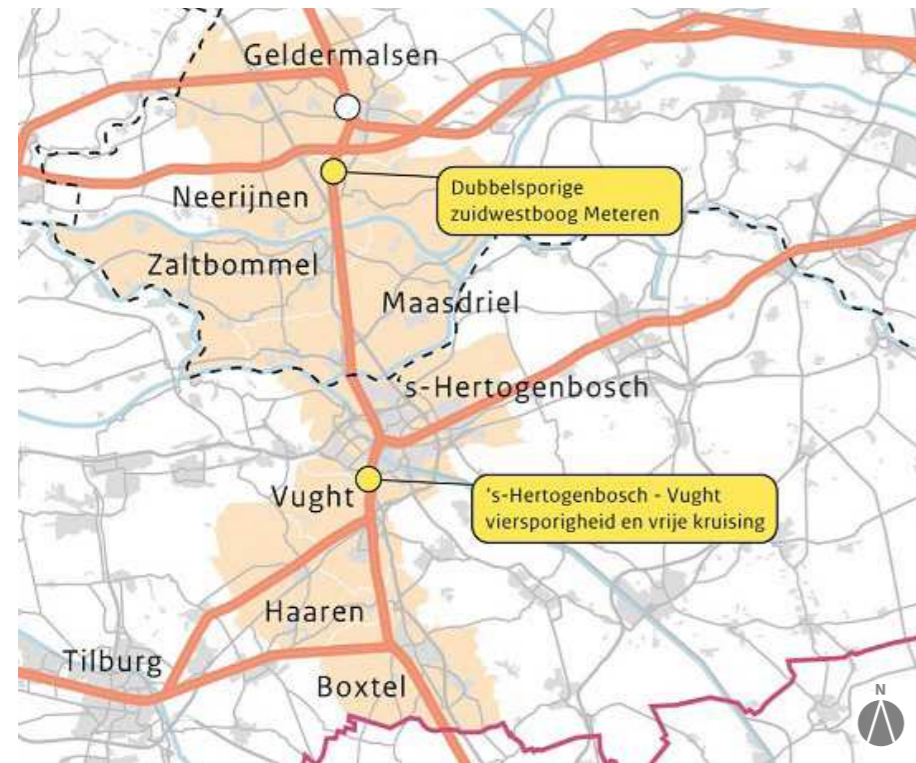 Geldermalsen
Dubbelsporige
zuidwestboog Meteren
Neerijnen
Zaltbommel
Maasdriel
's-Hertogenbosch
's-Hertogenbosch - Vught
viersporigheid en vrije kruising
Vught
Haaren
Tilburg
Boxtel
N